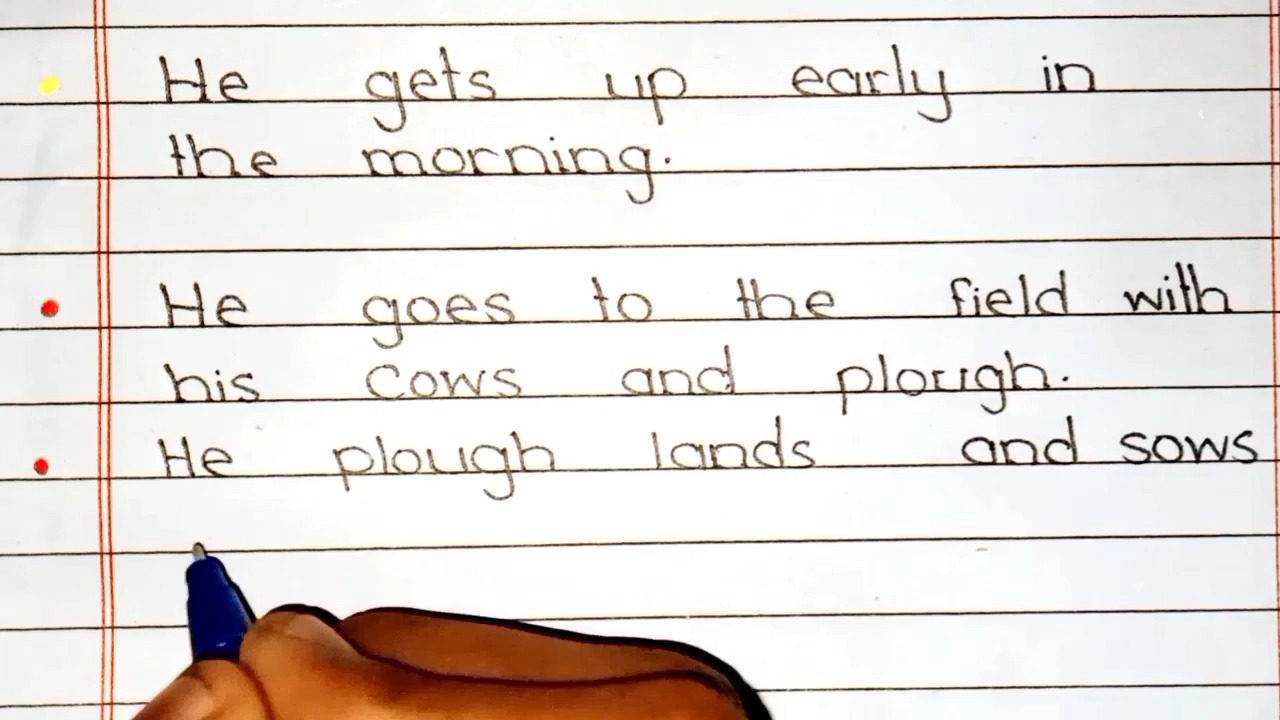 He gets up early in
the morning.
He goes to the field with
his cows and plough.
He plough lands and sows